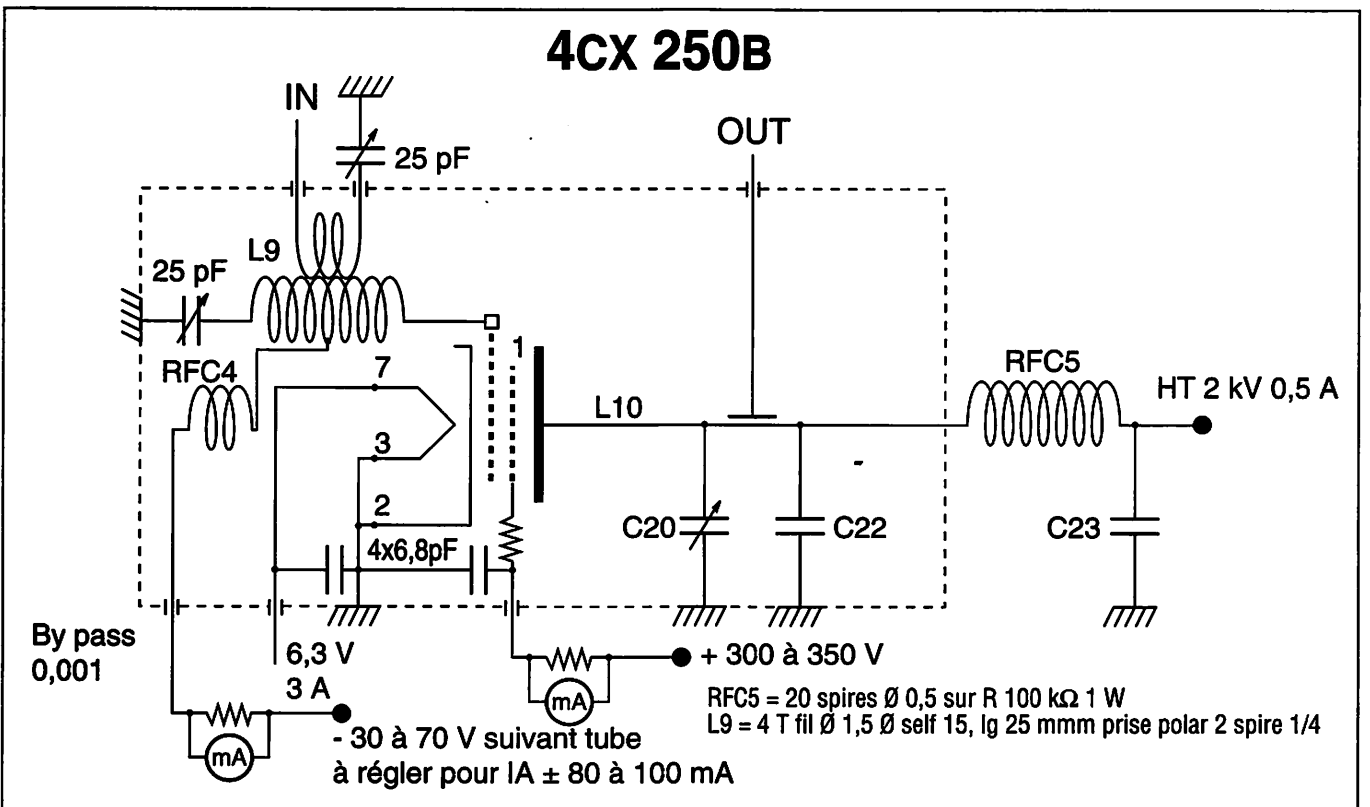 4CX 250B
IN
25 pF
OUT
L9
25 pF
RFC4
1
7
3
2
4x6,8pF
L10
C20
C22
RFC5
HT 2 kV 0,5 A
C23
By pass
0,001
6,3 V
3 A
mA
- 30 à 70 V suivant tube
à régler pour IA ± 80 à 100 mA
+ 300 à 350 V
mA
RFC5 = 20 spires Ø 0,5 sur R 100 kΩ 1 W
L9 = 4 T fil Ø 1,5 Ø self 15, lg 25 mmm prise polar 2 spire 1/4